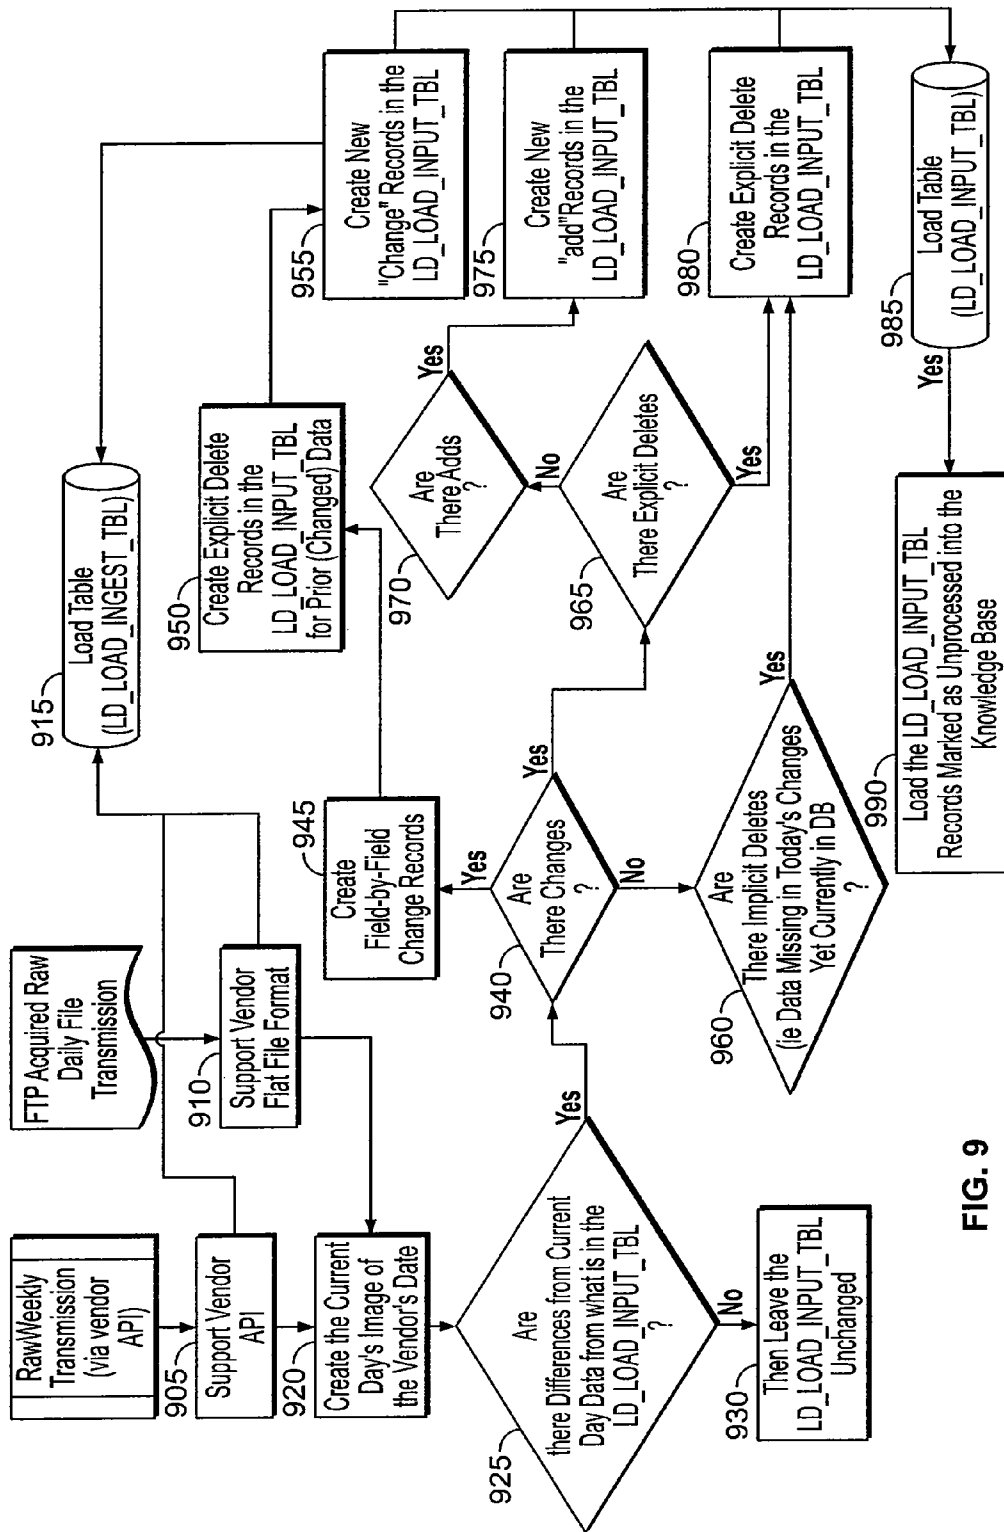 RawWeekly
Transmission
(via vendor
API)
905
Support Vendor
API
920
Create the Current
Day's Image of
the Vendor's Date
925
Are
there Differences from Current
Day Data from what is in the
LD_LOAD_INPUT_TBL
?
Yes
No
930
Then Leave the
LD_LOAD_INPUT_TBL
Unchanged
FTP Acquired Raw
Daily File
Transmission
910
Support Vendor
Flat File Format
915
Load Table
(LD_LOAD_INGEST_TBL)
940
Are
There Changes
?
Yes
Yes
No
945
Create
Field-by-Field
Change Records
950
Create Explicit Delete
Records in the
LD_LOAD_INPUT_TBL
for Prior (Changed) Data
955
Create New
"Change" Records in the
LD_LOAD_INPUT_TBL
960
Are
There Implicit Deletes
(ie Data Missing in Today's Changes
Yet Currently in DB
?
Yes
965
Are
There Explicit Deletes
?
No
Yes
970
Are
There Adds
?
Yes
975
Create New
"add"Records in the
LD_LOAD_INPUT_TBL
980
Create Explicit Delete
Records in the
LD_LOAD_INPUT_TBL
985
Load Table
(LD_LOAD_INPUT_TBL)
Yes
990
Load the LD_LOAD_INPUT_TBL
Records Marked as Unprocessed into the
Knowledge Base
FIG. 9